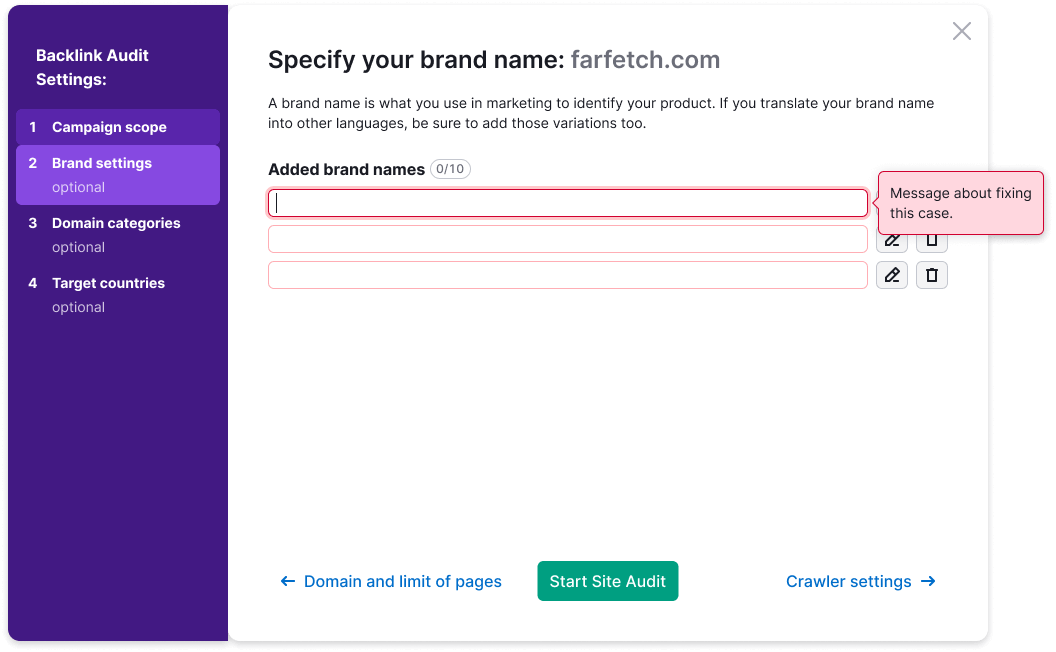 Backlink Audit
Settings:
1 Campaign scope
2 Brand settings
optional
3 Domain categories
optional
4 Target countries
optional
Specify your brand name: farfetch.com
A brand name is what you use in marketing to identify your product. If you translate your brand name
into other languages, be sure to add those variations too.
Added brand names 0/10
Message about fixing
this case.
← Domain and limit of pages
Start Site Audit
Crawler settings →